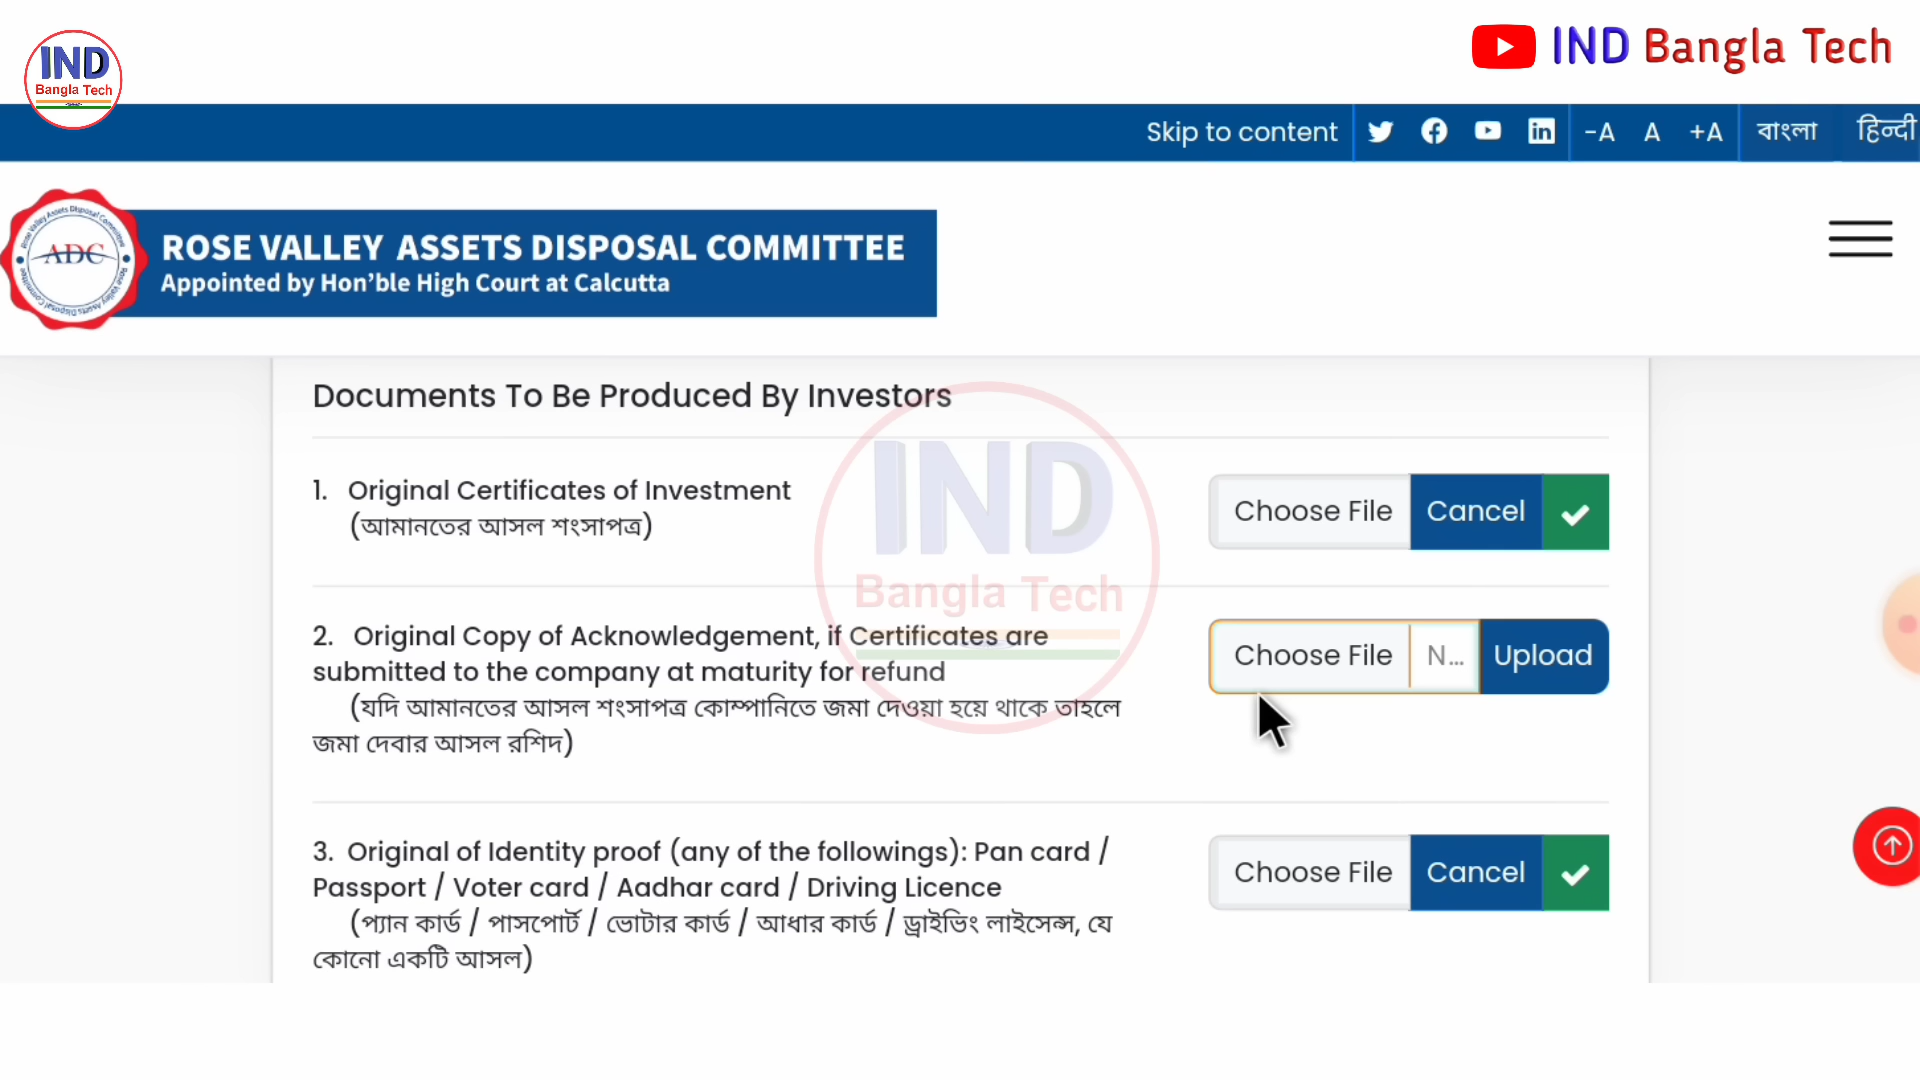 IND
Bangla Tech
IND Bangla Tech
Skip to content
-A A +A
বাংলা हिन्दी
ADC
Rose Valley Assets Disposal Committee
ROSE VALLEY ASSETS DISPOSAL COMMITTEE
Appointed by Hon'ble High Court at Calcutta
Documents To Be Produced By Investors
1. Original Certificates of Investment
(আমানতের আসল শংসাপত্র)
Choose File Cancel
IND
Bangla Tech
2. Original Copy of Acknowledgement, if Certificates are
submitted to the company at maturity for refund
(যদি আমানতের আসল শংসাপত্র কোম্পানিতে জমা দেওয়া হয়ে থাকে তাহলে
জমা দেবার আসল রশিদ)
Choose File N... Upload
3. Original of Identity proof (any of the followings): Pan card /
Passport / Voter card / Aadhar card / Driving Licence
(প্যান কার্ড / পাসপোর্ট / ভোটার কার্ড / আধার কার্ড / ড্রাইভিং লাইসেন্স, যে
কোনো একটি আসল)
Choose File Cancel